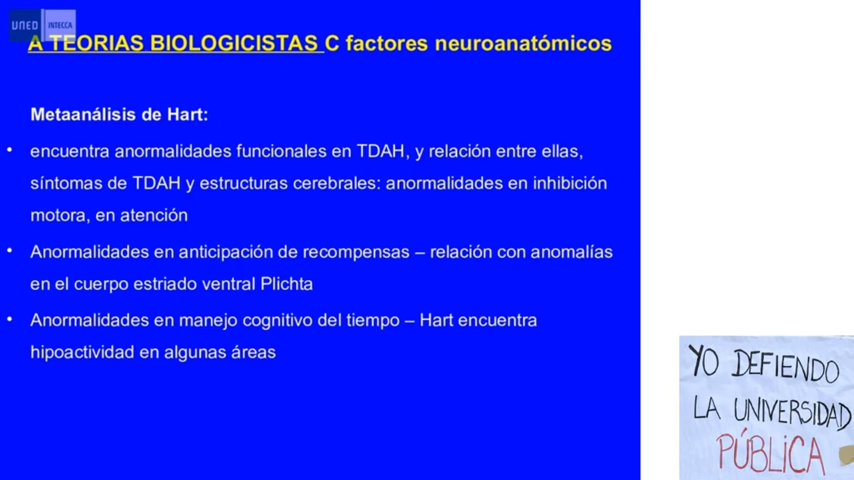 UNED INTECCA
A TEORIAS BIOLOGICISTAS C factores neuroanatómicos
Metaanálisis de Hart:
• encuentra anormalidades funcionales en TDAH, y relación entre ellas,
síntomas de TDAH y estructuras cerebrales: anormalidades en inhibición
motora, en atención
• Anormalidades en anticipación de recompensas – relación con anomalías
en el cuerpo estriado ventral Plichta
• Anormalidades en manejo cognitivo del tiempo – Hart encuentra
hipoactividad en algunas áreas
YO DEFIENDO
LA UNIVERSIDAD
PÚBLICA